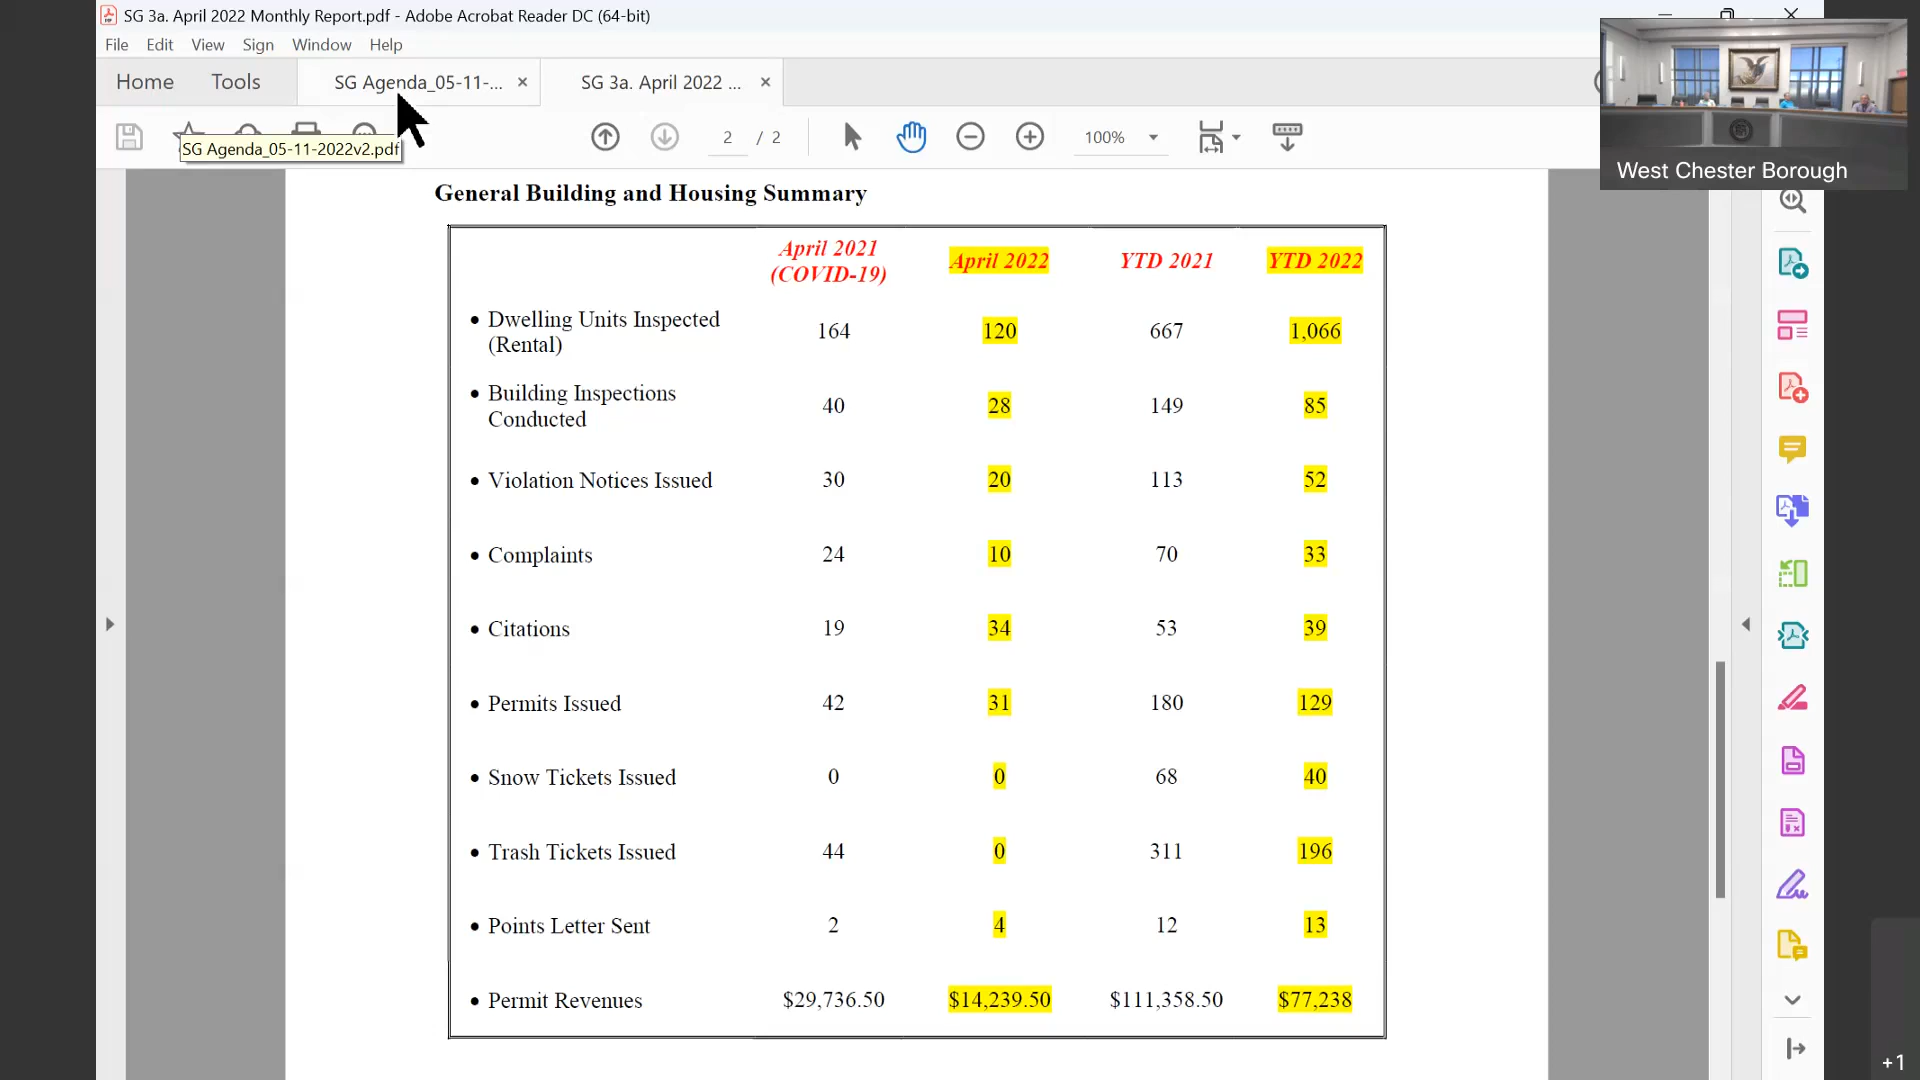 SG 3a. April 2022 Monthly Report.pdf - Adobe Acrobat Reader DC (64-bit)
File Edit View Sign Window Help
Home Tools SG Agenda_05-11-... × SG 3a. April 2022 ... ×
2 / 2 100%
SG Agenda_05-11-2022v2.pdf
West Chester Borough
General Building and Housing Summary
April 2021 April 2022 YTD 2021 YTD 2022
(COVID-19)
• Dwelling Units Inspected 164 120 667 1,066
(Rental)
• Building Inspections 40 28 149 85
Conducted
• Violation Notices Issued 30 20 113 52
• Complaints 24 10 70 33
• Citations 19 34 53 39
• Permits Issued 42 31 180 129
• Snow Tickets Issued 0 0 68 40
• Trash Tickets Issued 44 0 311 196
• Points Letter Sent 2 4 12 13
• Permit Revenues $29,736.50 $14,239.50 $111,358.50 $77,238
+1